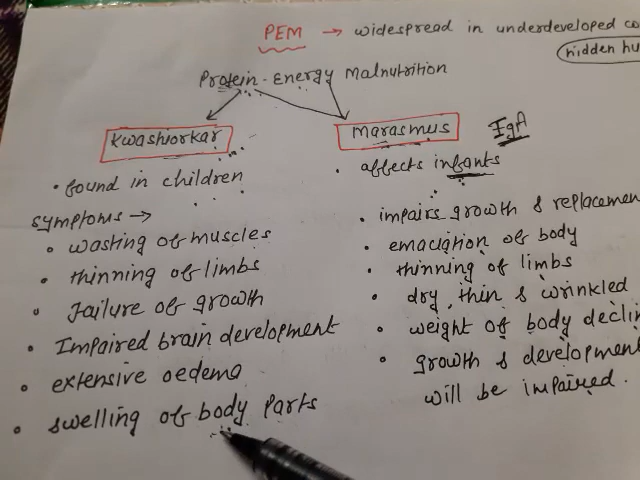 PEM → widespread in underdeveloped co
hidden hu
Protein-Energy Malnutrition
Kwashiorkar
• found in children
symptoms →
• wasting of muscles
• thinning of limbs
• Failure of growth
• Impaired brain development
• extensive oedema
• swelling of body parts
Marasmus IgA
• affects infants
• impairs growth & replacemen
• emaciation of body
• thinning of limbs
• dry, thin & wrinkled
• weight of body declin
• growth & development
will be impaired.